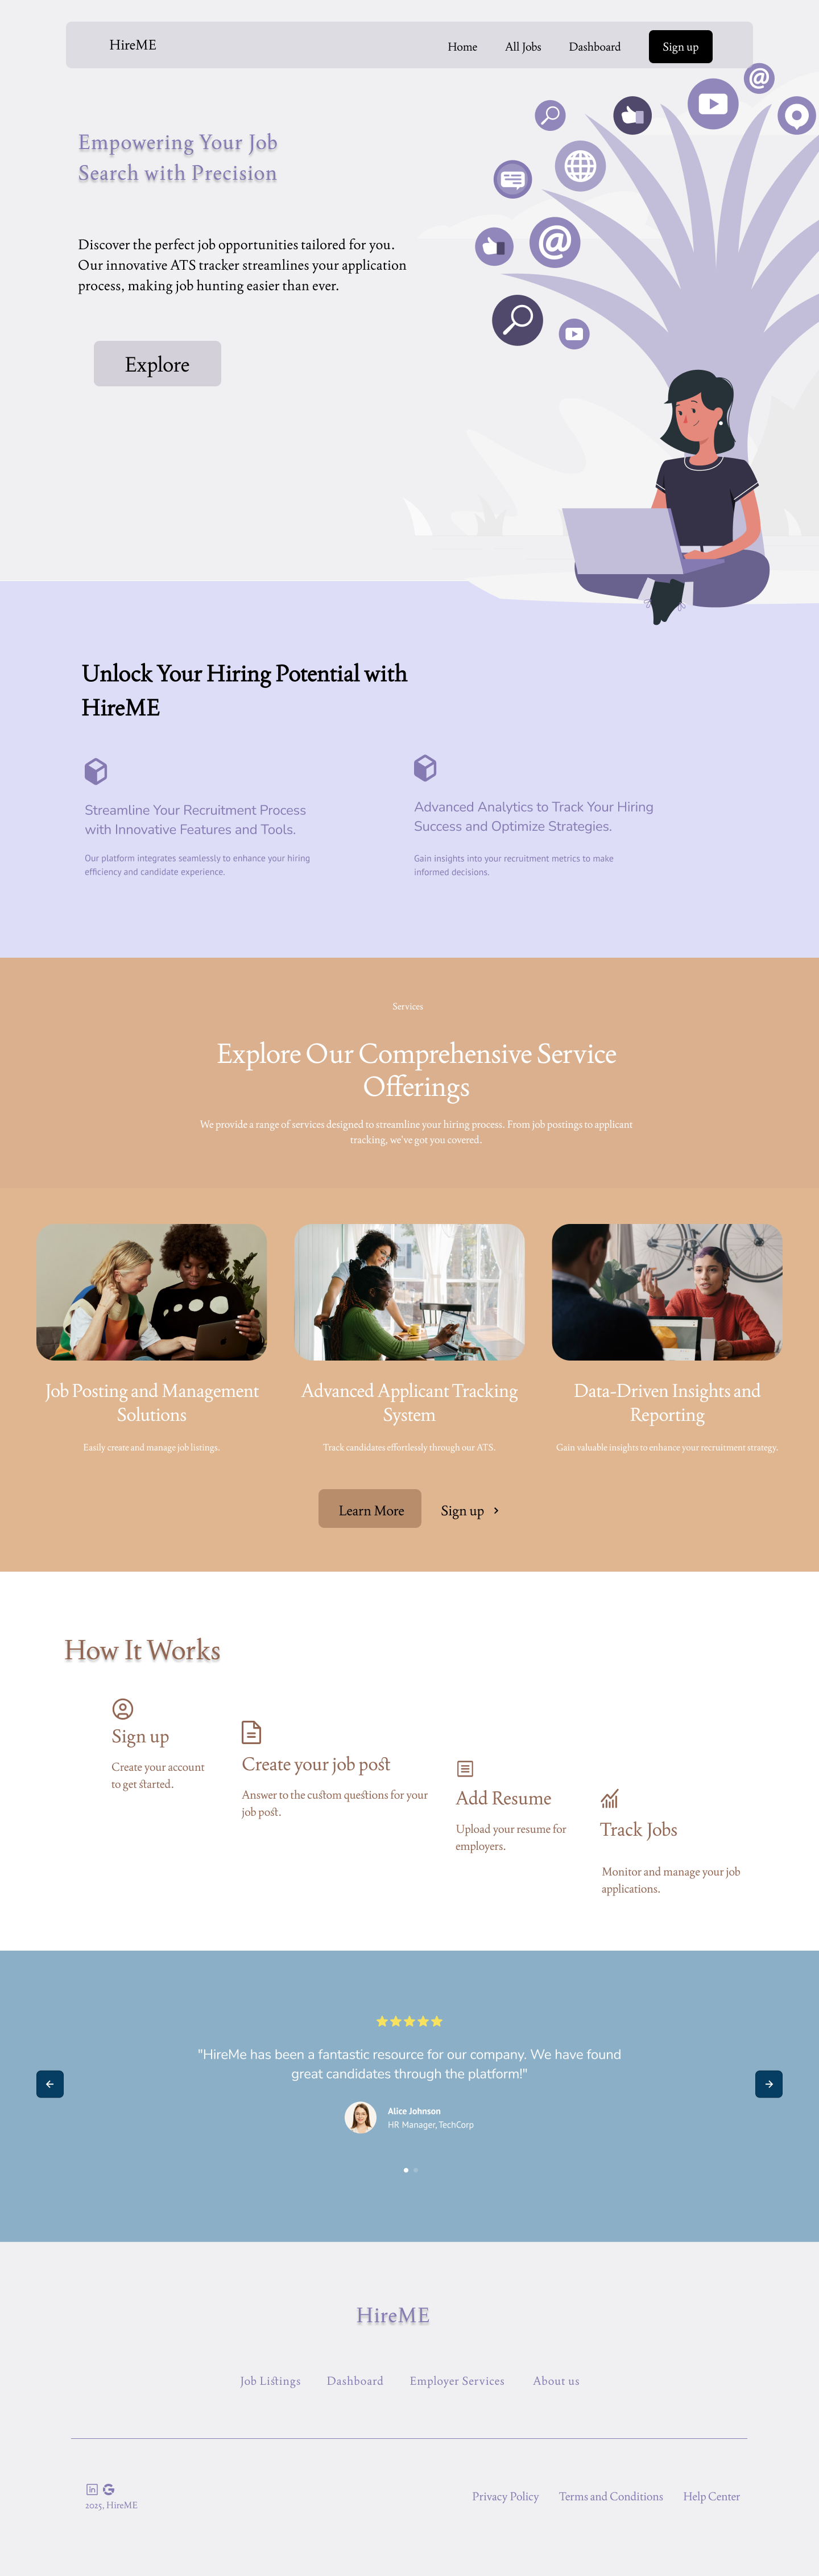 HireME
Home
All Jobs
Dashboard
Sign up
Empowering Your Job
Search with Precision
Discover the perfect job opportunities tailored for you.
Our innovative ATS tracker streamlines your application
process, making job hunting easier than ever.
Explore
Unlock Your Hiring Potential with
HireME
Streamline Your Recruitment Process
with Innovative Features and Tools.
Our platform integrates seamlessly to enhance your hiring
efficiency and candidate experience.
Advanced Analytics to Track Your Hiring
Success and Optimize Strategies.
Gain insights into your recruitment metrics to make
informed decisions.
Services
Explore Our Comprehensive Service
Offerings
We provide a range of services designed to streamline your hiring process. From job postings to applicant
tracking, we've got you covered.
Job Posting and Management
Solutions
Easily create and manage job listings.
Advanced Applicant Tracking
System
Track candidates effortlessly through our ATS.
Data-Driven Insights and
Reporting
Gain valuable insights to enhance your recruitment strategy.
Learn More
Sign up
How It Works
Sign up
Create your account
to get started.
Create your job post
Answer to the custom questions for your
job post.
Add Resume
Upload your resume for
employers.
Track Jobs
Monitor and manage your job
applications.
"HireMe has been a fantastic resource for our company. We have found
great candidates through the platform!"
Alice Johnson
HR Manager, TechCorp
HireME
Job Listings
Dashboard
Employer Services
About us
2025, HireME
Privacy Policy
Terms and Conditions
Help Center